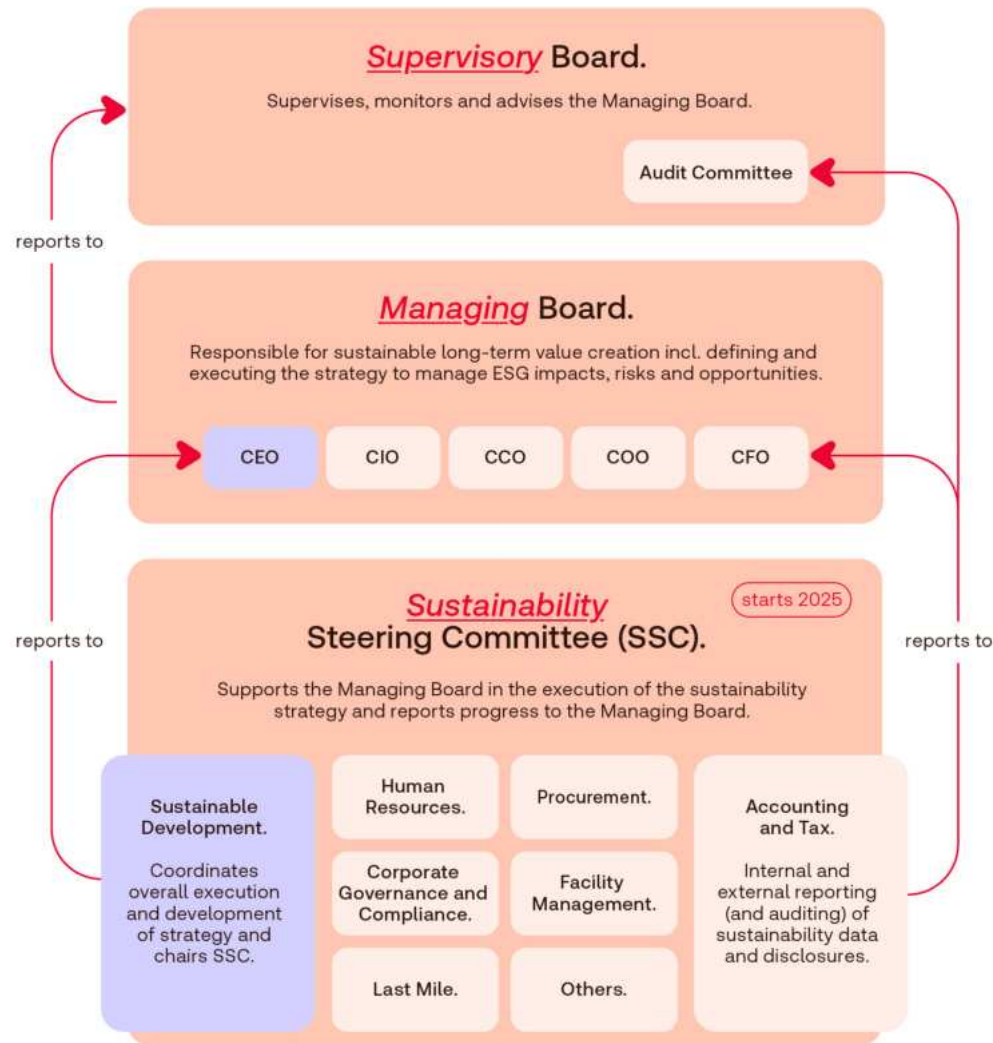 Supervisory Board.
Supervises, monitors and advises the Managing Board.
Audit Committee
reports to
Managing Board.
Responsible for sustainable long-term value creation incl. defining and
executing the strategy to manage ESG impacts, risks and opportunities.
CEO
CIO
CCO
COO
CFO
starts 2025
Sustainability
Steering Committee (SSC).
reports to
reports to
Supports the Managing Board in the execution of the sustainability
strategy and reports progress to the Managing Board.
Sustainable
Development.
Coordinates
overall execution
and development
of strategy and
chairs SSC.
Human
Resources.
Procurement.
Corporate
Governance and
Compliance.
Facility
Management.
Last Mile.
Others.
Accounting
and Tax.
Internal and
external reporting
(and auditing) of
sustainability data
and disclosures.